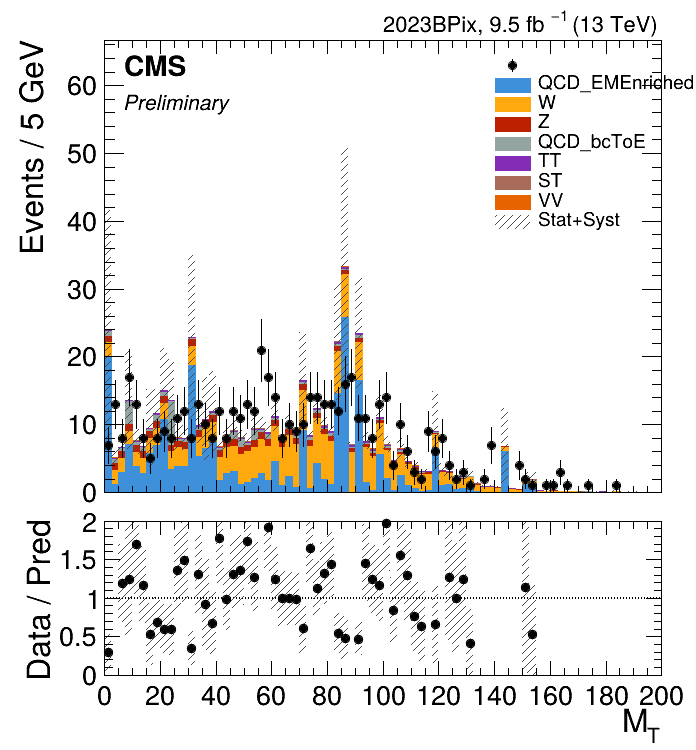 2023BPix, 9.5 fb⁻¹ (13 TeV)
CMS
Preliminary
Events / 5 GeV
60
50
40
30
20
10
0
QCD_EMEnriched
W
Z
QCD_bcToE
TT
ST
VV
Stat+Syst
Data / Pred
2
1.5
1
0.5
0
0 20 40 60 80 100 120 140 160 180 200
M_T